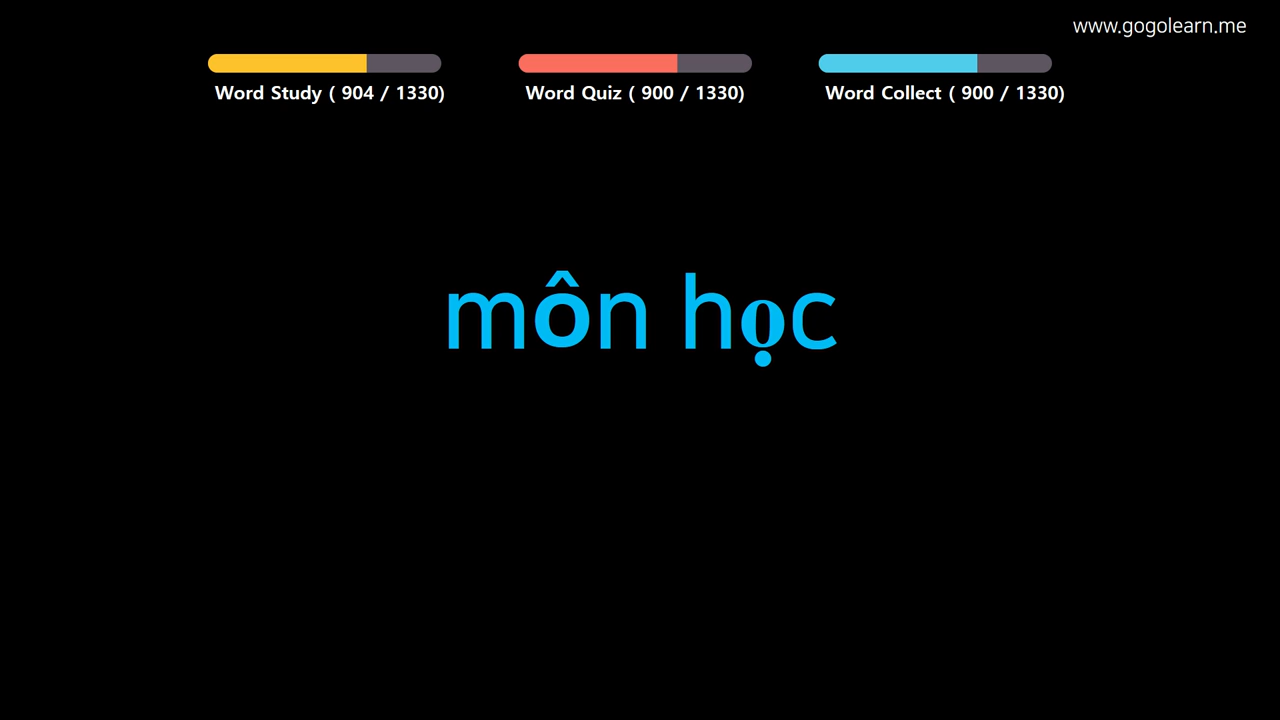 www.gogolearn.me
Word Study ( 904 / 1330)
Word Quiz ( 900 / 1330)
Word Collect ( 900 / 1330)
môn học